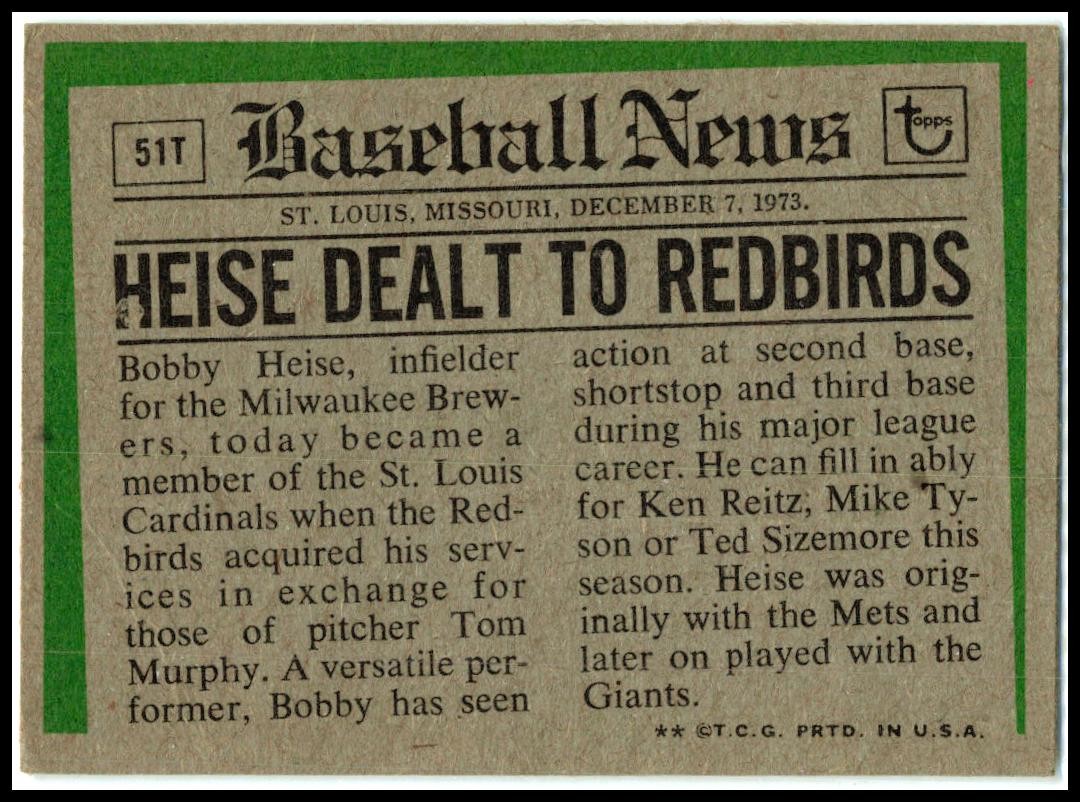 51T
Baseball News
topps
ST. LOUIS, MISSOURI, DECEMBER 7, 1973.
HEISE DEALT TO REDBIRDS
Bobby Heise, infielder
for the Milwaukee Brew-
ers, today became a
member of the St. Louis
Cardinals when the Red-
birds acquired his serv-
ices in exchange for
those of pitcher Tom
Murphy. A versatile per-
former, Bobby has seen
action at second base,
shortstop and third base
during his major league
career. He can fill in ably
for Ken Reitz, Mike Ty-
son or Ted Sizemore this
season. Heise was orig-
inally with the Mets and
later on played with the
Giants.
** ©T.C.G. PRTD. IN U.S.A.